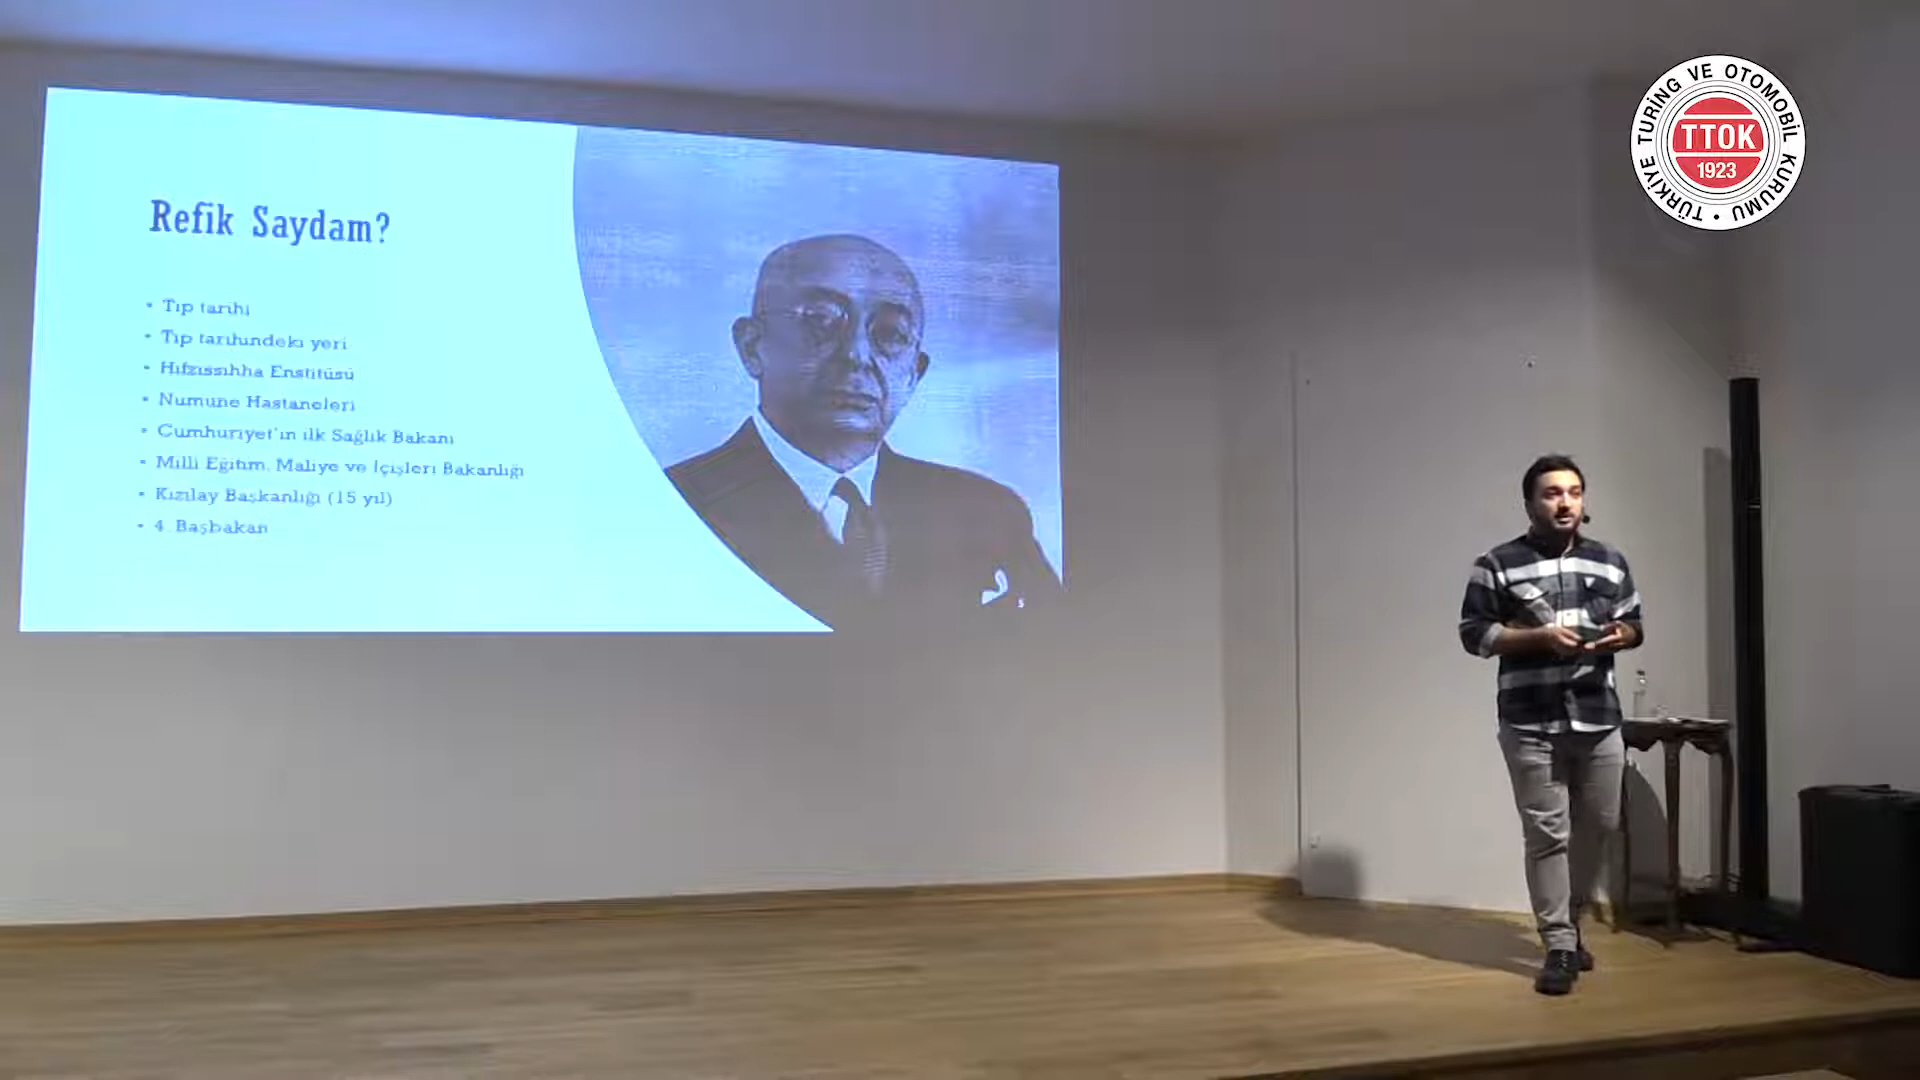 Refik Saydam?
• Tıp tarihi
• Tıp tarihindeki yeri
• Hıfzıssıhha Enstitüsü
• Numune Hastaneleri
• Cumhuriyet'in ilk Sağlık Bakanı
• Milli Eğitim, Maliye ve İçişleri Bakanlığı
• Kızılay Başkanlığı (15 yıl)
• 4. Başbakan
5
TÜRKİYE TURİNG VE OTOMOBİL KURUMU •
TTOK
1923